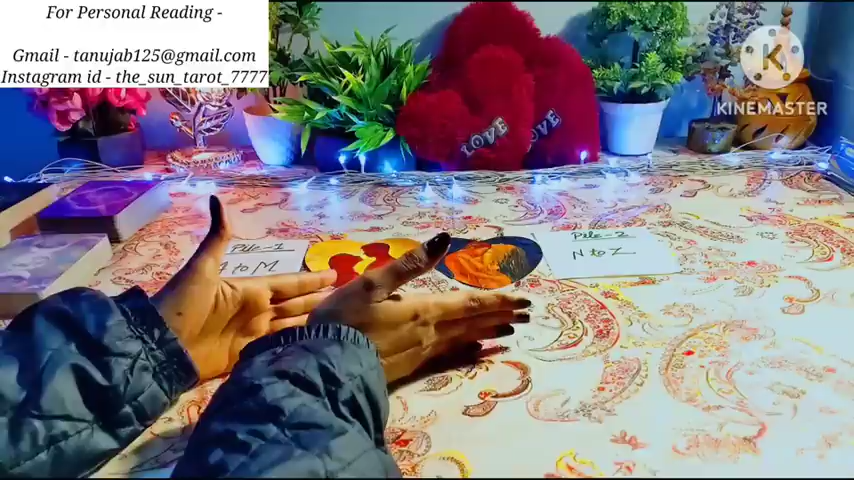 For Personal Reading -
Gmail - tanujab125@gmail.com
Instagram id - the_sun_tarot_7777
K
KINEMASTER
LOVE
LOVE
Pile-1
A to M
Pile-2
N to Z